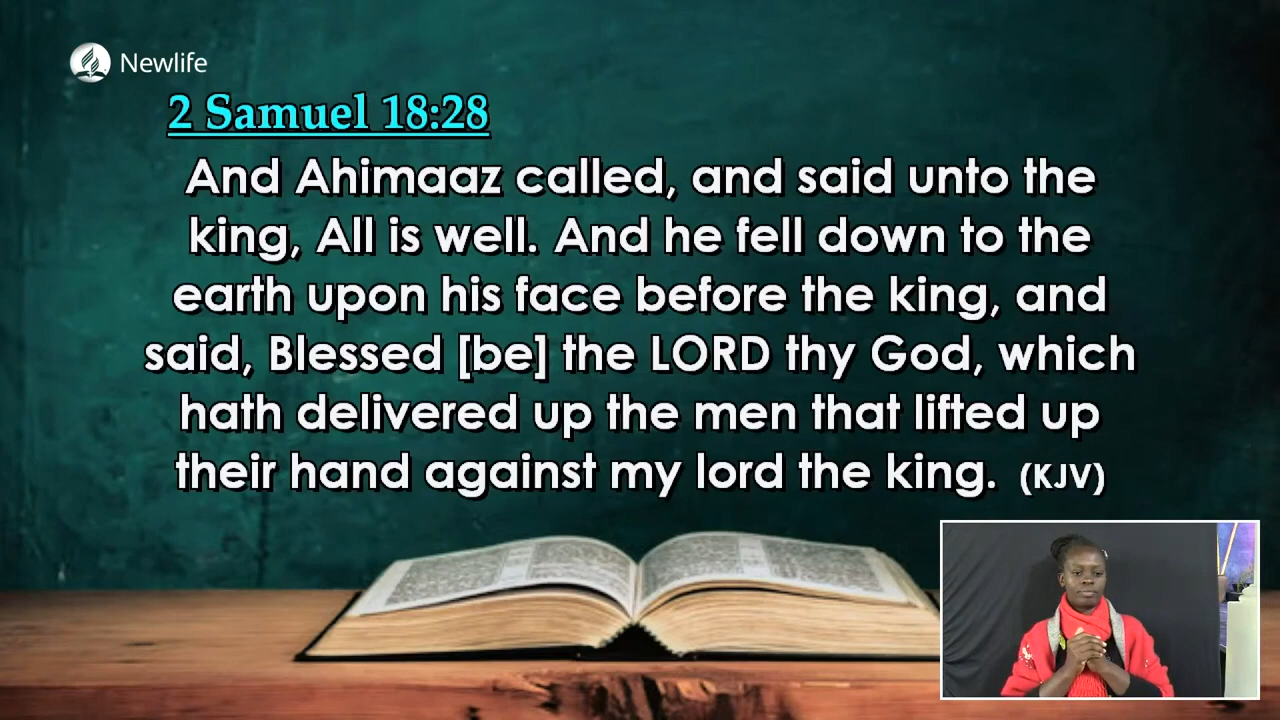 Newlife
2 Samuel 18:28
And Ahimaaz called, and said unto the
king, All is well. And he fell down to the
earth upon his face before the king, and
said, Blessed [be] the LORD thy God, which
hath delivered up the men that lifted up
their hand against my lord the king. (KJV)